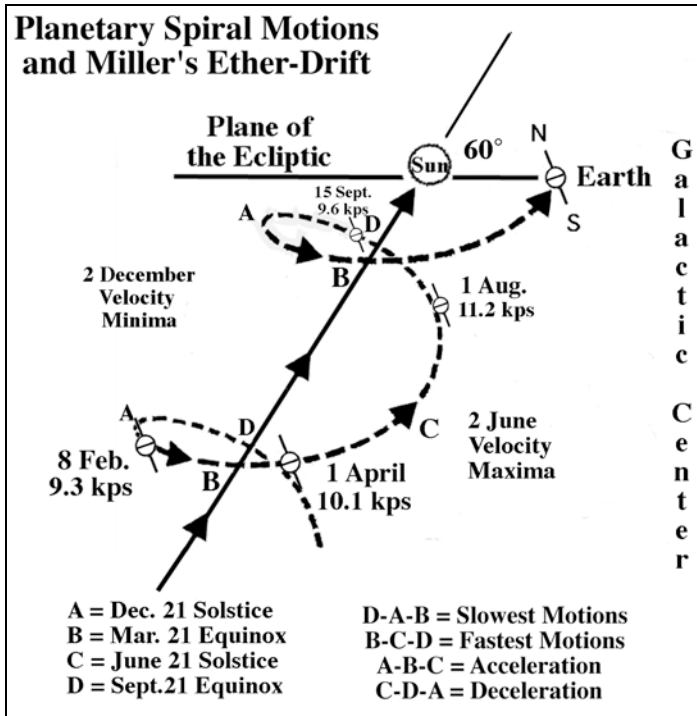 Planetary Spiral Motions
and Miller's Ether-Drift
Plane of
the Ecliptic
Sun
60°
N
Earth
S
15 Sept.
9.6 kps
A
D
B
2 December
Velocity
Minima
1 Aug.
11.2 kps
A
D
C
2 June
Velocity
Maxima
8 Feb.
9.3 kps
B
1 April
10.1 kps
Galactic Center
A = Dec. 21 Solstice
B = Mar. 21 Equinox
C = June 21 Solstice
D = Sept.21 Equinox
D-A-B = Slowest Motions
B-C-D = Fastest Motions
A-B-C = Acceleration
C-D-A = Deceleration